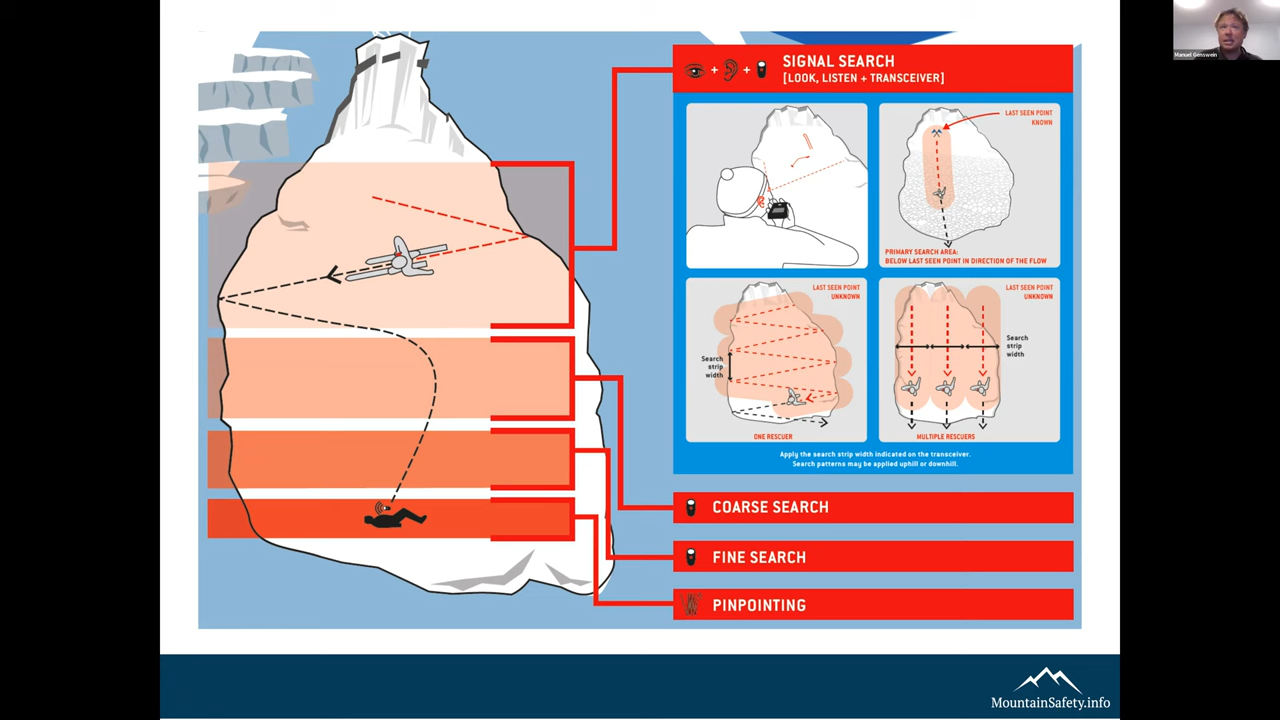 SIGNAL SEARCH
[LOOK, LISTEN + TRANSCEIVER]
LAST SEEN POINT
KNOWN
PRIMARY SEARCH AREA:
BELOW LAST SEEN POINT IN DIRECTION OF THE FLOW
LAST SEEN POINT
UNKNOWN
Search
strip
width
ONE RESCUER
LAST SEEN POINT
UNKNOWN
Search
strip
width
MULTIPLE RESCUERS
Apply the search strip width indicated on the transceiver.
Search patterns may be applied uphill or downhill.
COARSE SEARCH
FINE SEARCH
PINPOINTING
MountainSafety.info
Manuel Genswein